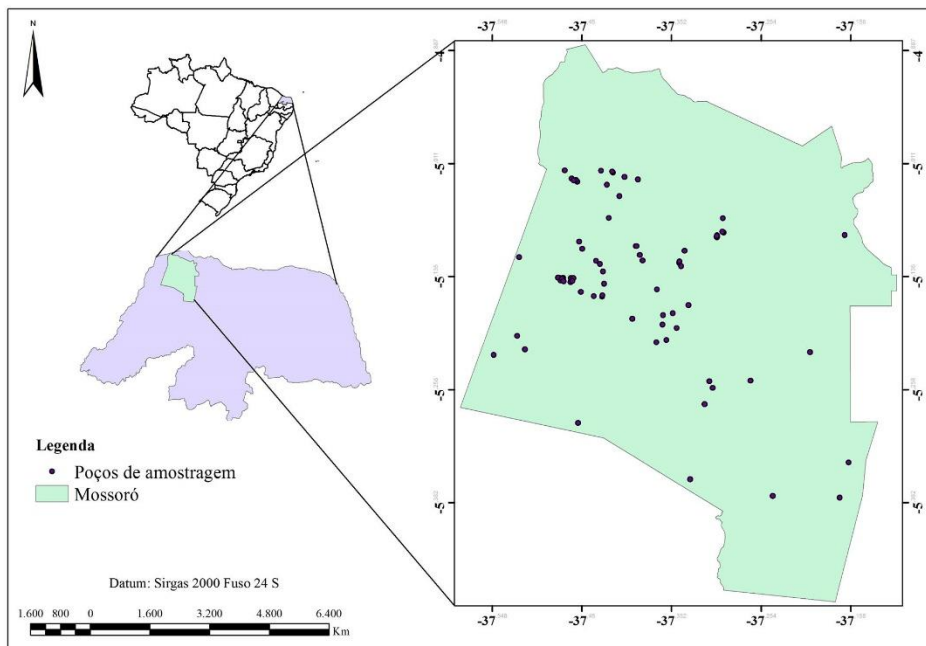 N
-37 -37 -37 -37 -37
-4 -4
-5 -5
-5 -5
-5 -5
-5 -5
Legenda
Poços de amostragem
Mossoró
Datum: Sirgas 2000 Fuso 24 S
1.600 800 0 1.600 3.200 4.800 6.400
Km
-37 -37 -37 -37 -37